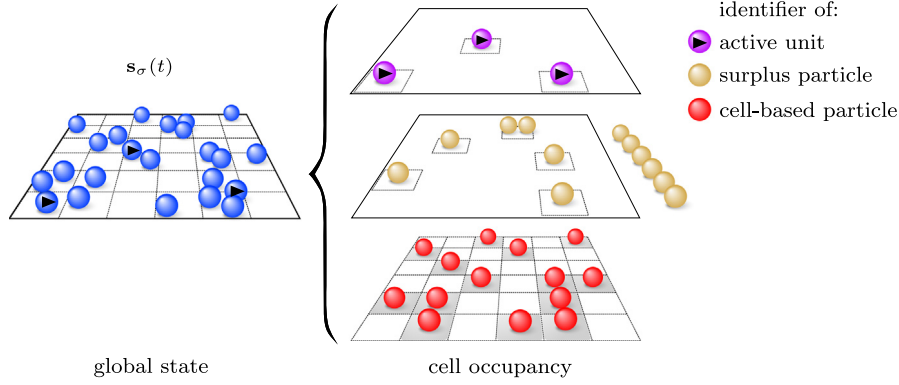 identifier of:
active unit
surplus particle
cell-based particle
𝐬_σ(t)
global state
cell occupancy